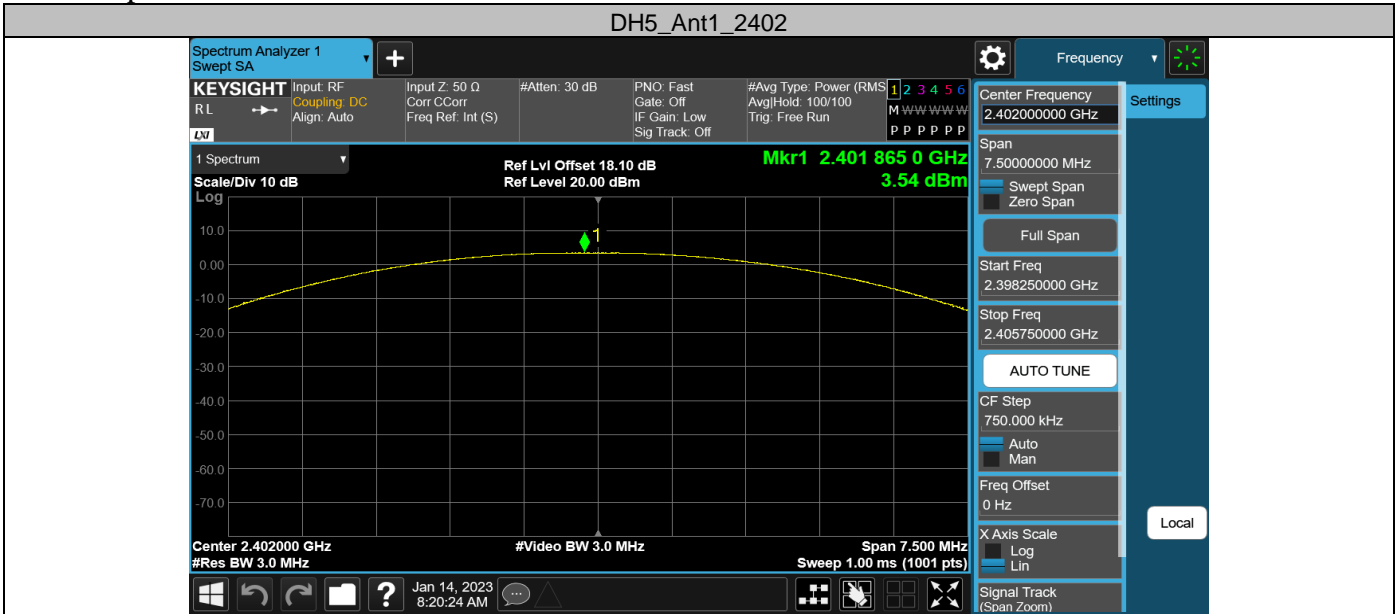 DH5_Ant1_2402
Spectrum Analyzer 1
Swept SA
Frequency
KEYSIGHT
RL
LXI
Input: RF
Coupling: DC
Align: Auto
Input Z: 50 Ω
Corr CCorr
Freq Ref: Int (S)
#Atten: 30 dB
PNO: Fast
Gate: Off
IF Gain: Low
Sig Track: Off
#Avg Type: Power (RMS
Avg|Hold: 100/100
Trig: Free Run
1 2 3 4 5 6
M W W W W W
P P P P P P
1 Spectrum
Scale/Div 10 dB
Log
Ref Lvl Offset 18.10 dB
Ref Level 20.00 dBm
Mkr1 2.401 865 0 GHz
3.54 dBm
1
10.0
0.00
-10.0
-20.0
-30.0
-40.0
-50.0
-60.0
-70.0
Center 2.402000 GHz
#Res BW 3.0 MHz
#Video BW 3.0 MHz
Span 7.500 MHz
Sweep 1.00 ms (1001 pts)
Center Frequency
2.402000000 GHz
Span
7.50000000 MHz
Swept Span
Zero Span
Full Span
Start Freq
2.398250000 GHz
Stop Freq
2.405750000 GHz
AUTO TUNE
CF Step
750.000 kHz
Auto
Man
Freq Offset
0 Hz
X Axis Scale
Log
Lin
Signal Track
(Span Zoom)
Settings
Local
?
Jan 14, 2023
8:20:24 AM